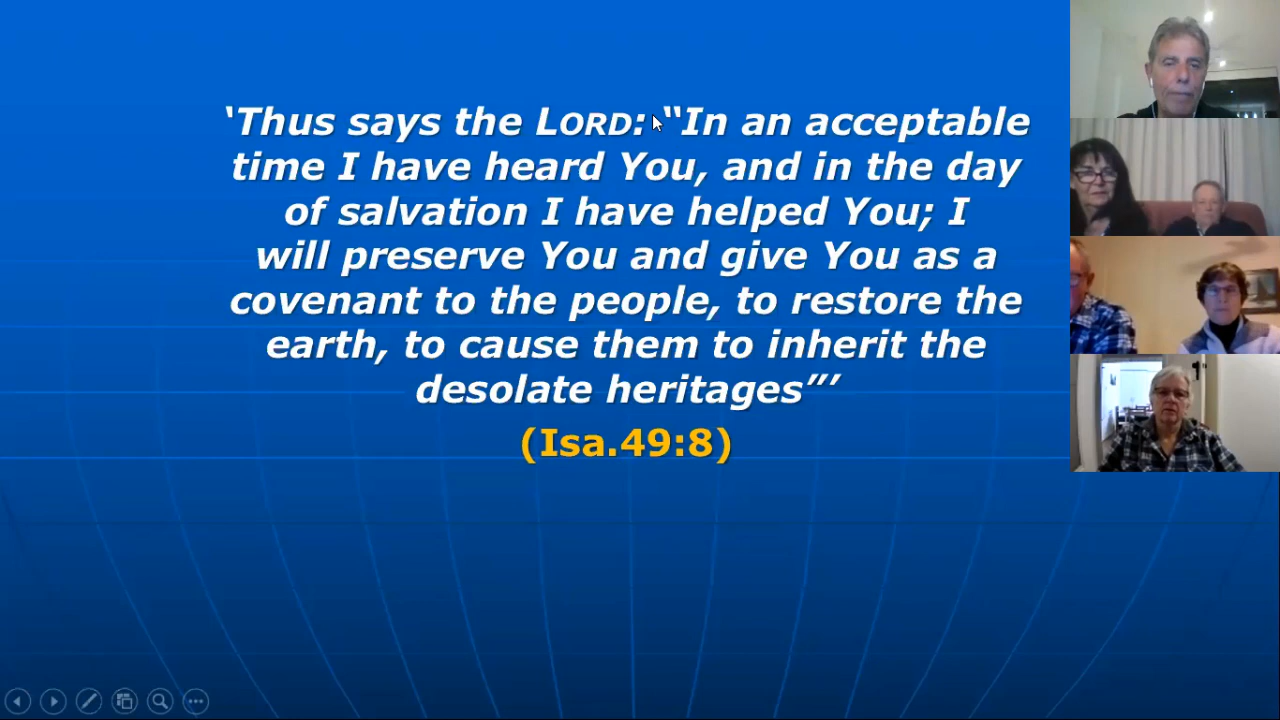 ‘Thus says the LORD: “In an acceptable
time I have heard You, and in the day
of salvation I have helped You; I
will preserve You and give You as a
covenant to the people, to restore the
earth, to cause them to inherit the
desolate heritages”’
(Isa.49:8)